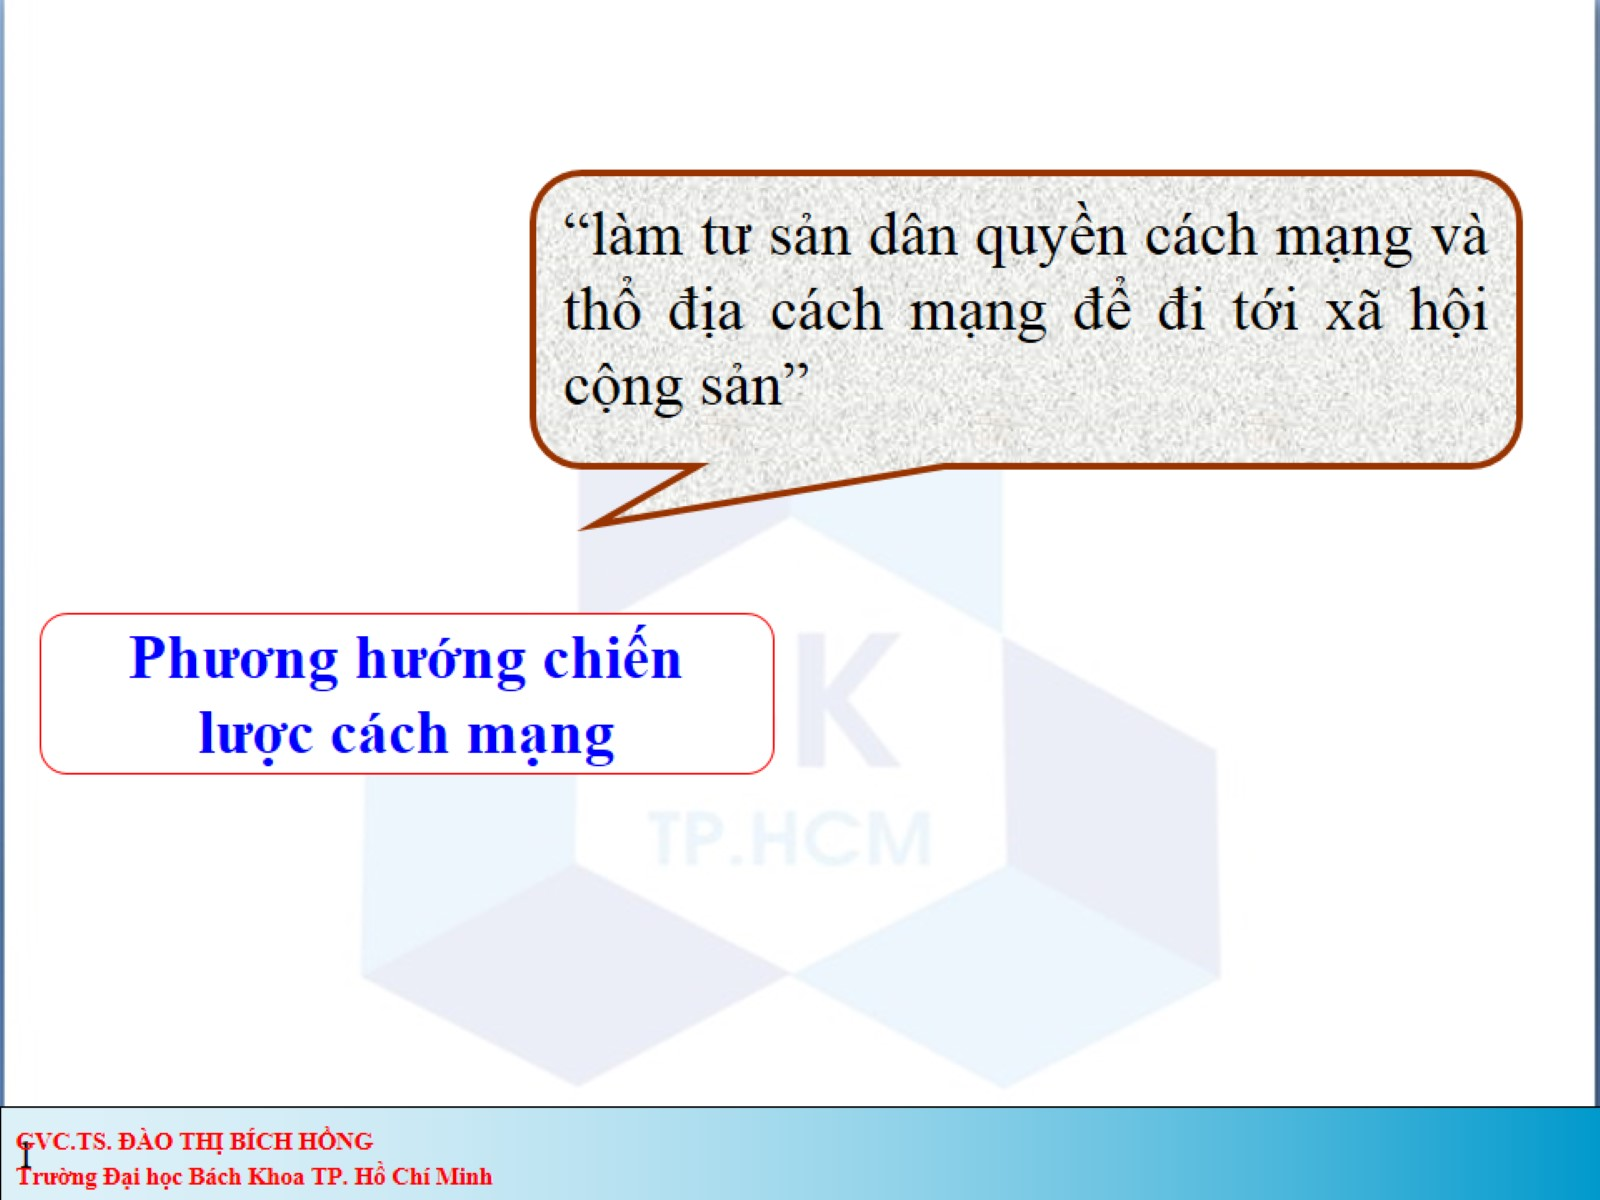 “làm tư sản dân quyền cách mạng và
thổ địa cách mạng để đi tới xã hội
cộng sản”
Phương hướng chiến
lược cách mạng
K
TP.HCM
GVC.TS. ĐÀO THỊ BÍCH HỒNG
1
Trường Đại học Bách Khoa TP. Hồ Chí Minh